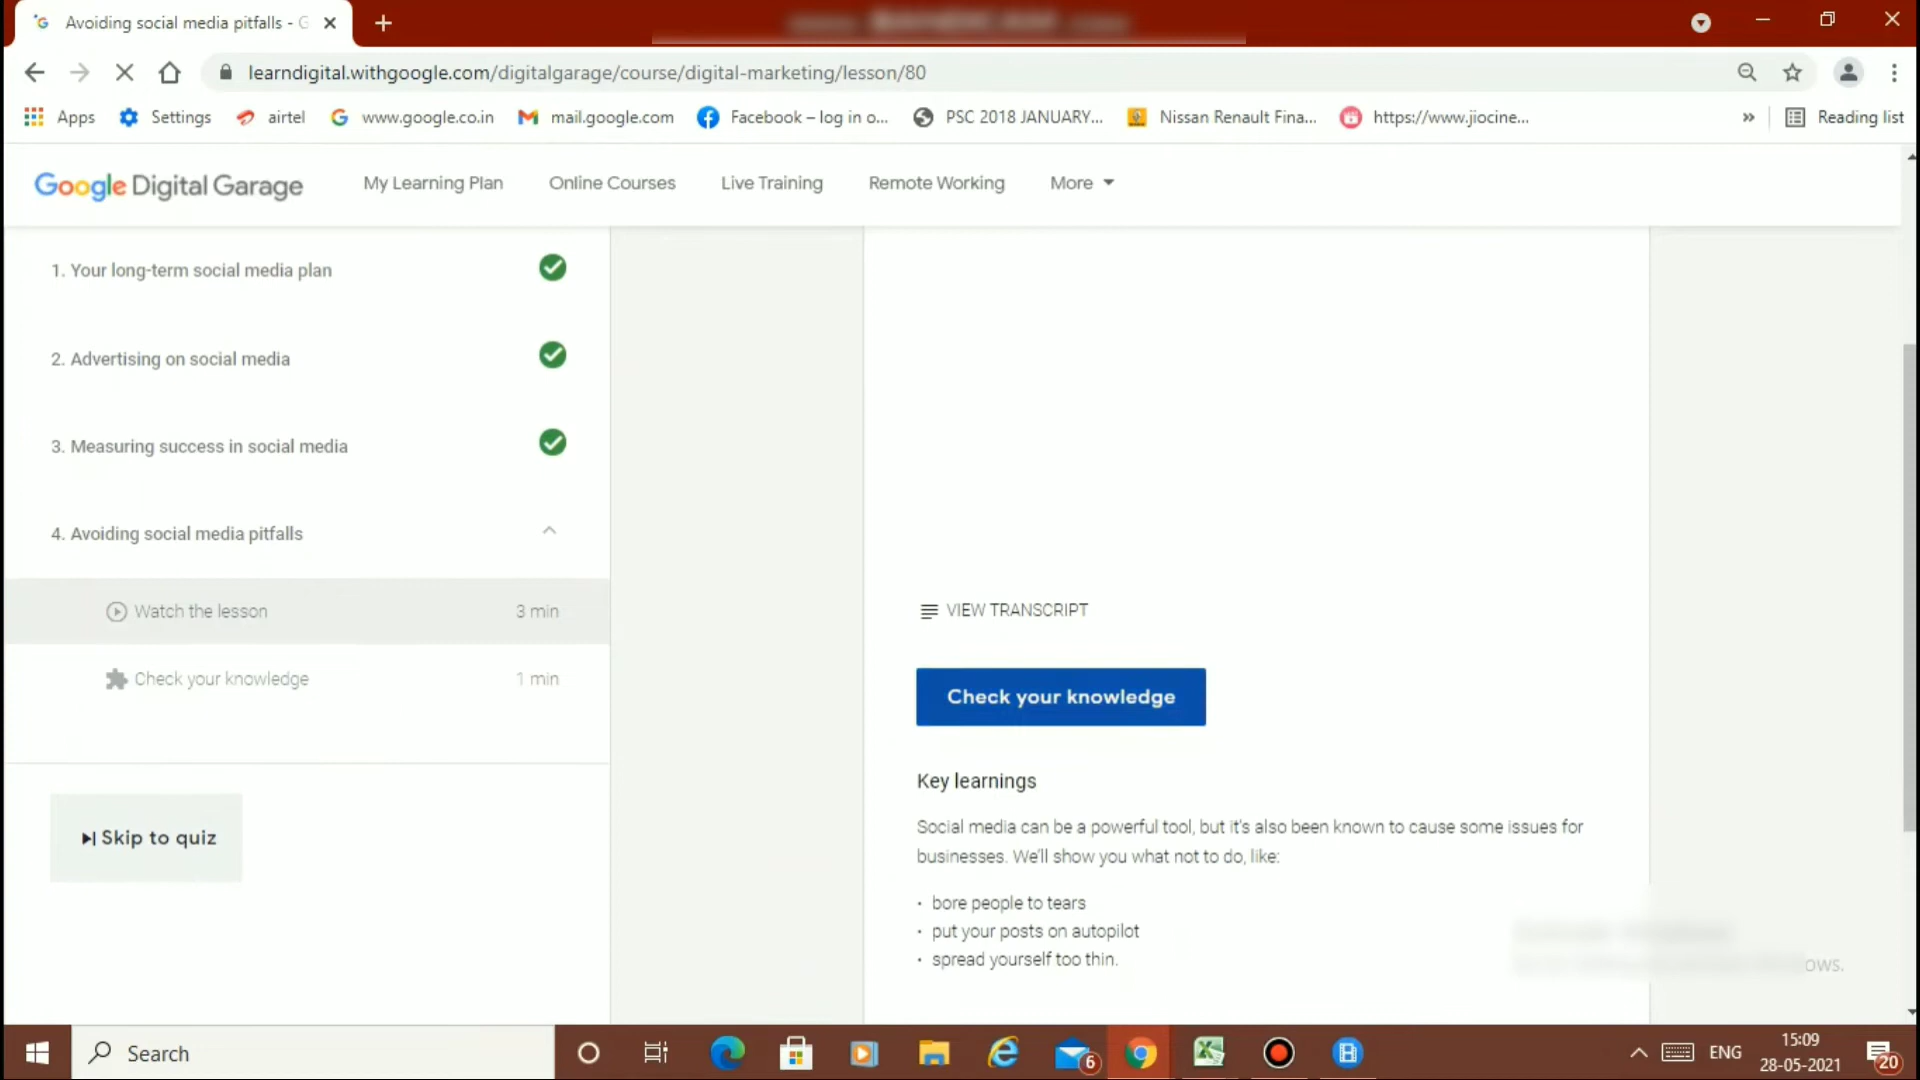 Avoiding social media pitfalls - G
learndigital.withgoogle.com/digitalgarage/course/digital-marketing/lesson/80
Apps Settings airtel www.google.co.in mail.google.com Facebook – log in o... PSC 2018 JANUARY... Nissan Renault Fina... https://www.jiocine... » Reading list
Google Digital Garage My Learning Plan Online Courses Live Training Remote Working More
1. Your long-term social media plan
2. Advertising on social media
3. Measuring success in social media
4. Avoiding social media pitfalls
Watch the lesson 3 min
Check your knowledge 1 min
Skip to quiz
VIEW TRANSCRIPT
Check your knowledge
Key learnings
Social media can be a powerful tool, but it's also been known to cause some issues for
businesses. We'll show you what not to do, like:
• bore people to tears
• put your posts on autopilot
• spread yourself too thin.
ows.
Search 6 ENG 15:09
28-05-2021 20